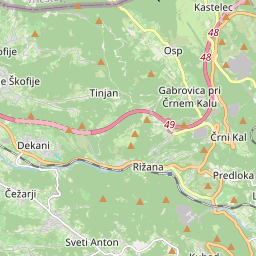 Kastelec
48
Osp
48
Škofije
Gabrovica pri
Črnem Kalu
Tinjan
49
Črni Kal
Dekani
Rižana
Predloka
Čežarji
Sveti Anton